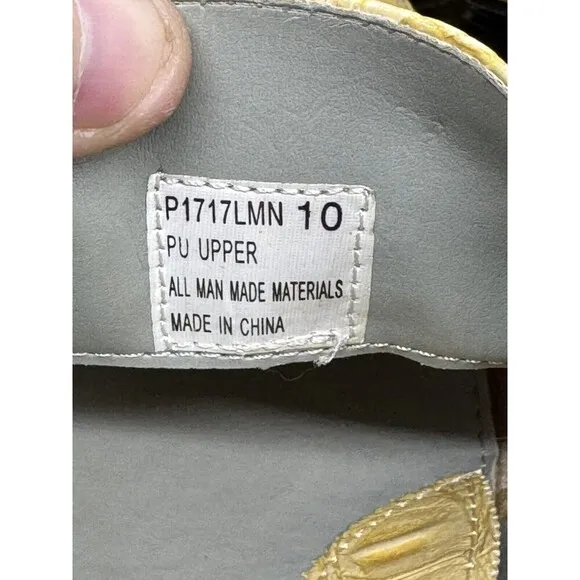 P1717LMN 10
PU UPPER
ALL MAN MADE MATERIALS
MADE IN CHINA